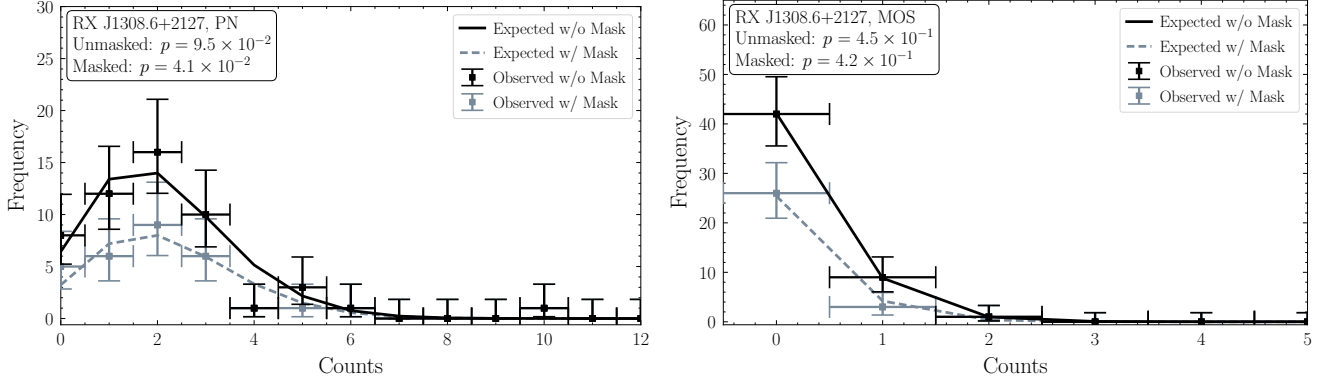 RX J1308.6+2127, PN
Unmasked: p = 9.5 × 10⁻²
Masked: p = 4.1 × 10⁻²
Expected w/o Mask
Expected w/ Mask
Observed w/o Mask
Observed w/ Mask
Frequency
30
25
20
15
10
5
0
0 2 4 6 8 10 12
Counts
RX J1308.6+2127, MOS
Unmasked: p = 4.5 × 10⁻¹
Masked: p = 4.2 × 10⁻¹
Expected w/o Mask
Expected w/ Mask
Observed w/o Mask
Observed w/ Mask
Frequency
60
50
40
30
20
10
0
0 1 2 3 4 5
Counts